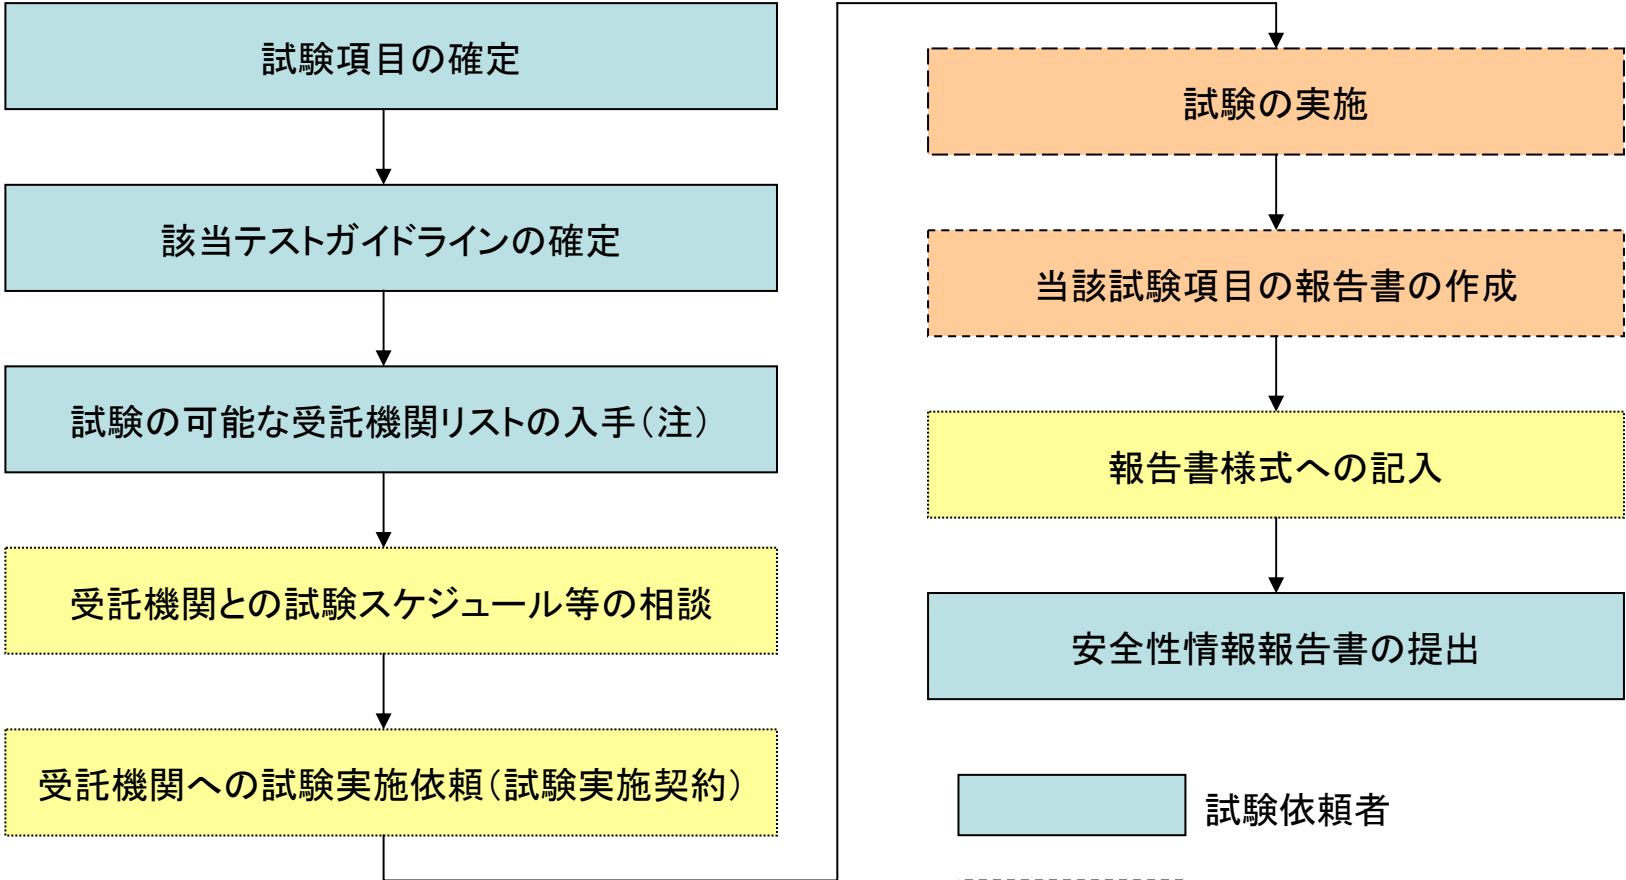 試験項目の確定
該当テストガイドラインの確定
試験の可能な受託機関リストの入手（注）
受託機関との試験スケジュール等の相談
受託機関への試験実施依頼（試験実施契約）
試験の実施
当該試験項目の報告書の作成
報告書様式への記入
安全性情報報告書の提出
試験依頼者